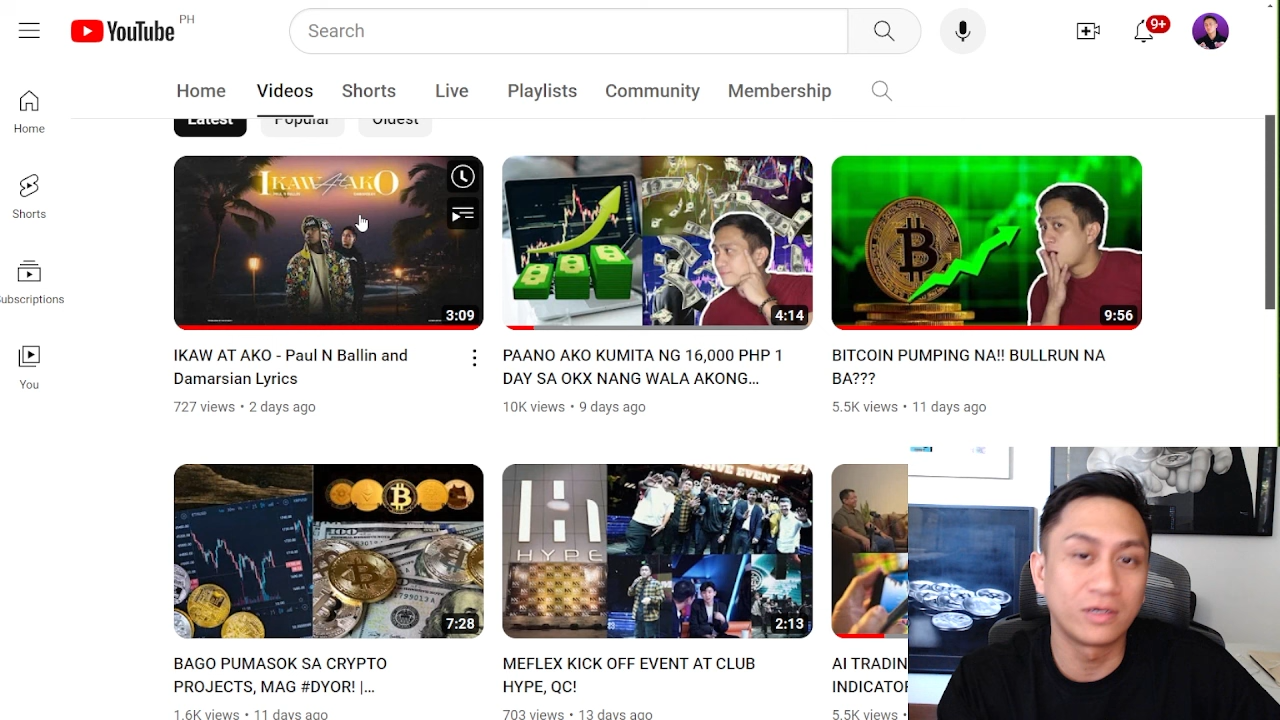 YouTube PH
Search
9+
Home Videos Shorts Live Playlists Community Membership
Latest Popular Oldest
Home
Shorts
ubscriptions
You
IKAW AT AKO
3:09
4:14
9:56
IKAW AT AKO - Paul N Ballin and
Damarsian Lyrics
727 views • 2 days ago
PAANO AKO KUMITA NG 16,000 PHP 1
DAY SA OKX NANG WALA AKONG...
10K views • 9 days ago
BITCOIN PUMPING NA!! BULLRUN NA
BA???
5.5K views • 11 days ago
7:28
HYPE
EVENT
2:13
BAGO PUMASOK SA CRYPTO
PROJECTS, MAG #DYOR! |...
1.6K views • 11 days ago
MEFLEX KICK OFF EVENT AT CLUB
HYPE, QC!
703 views • 13 days ago
AI TRADIN
INDICATOR
5.5K views •